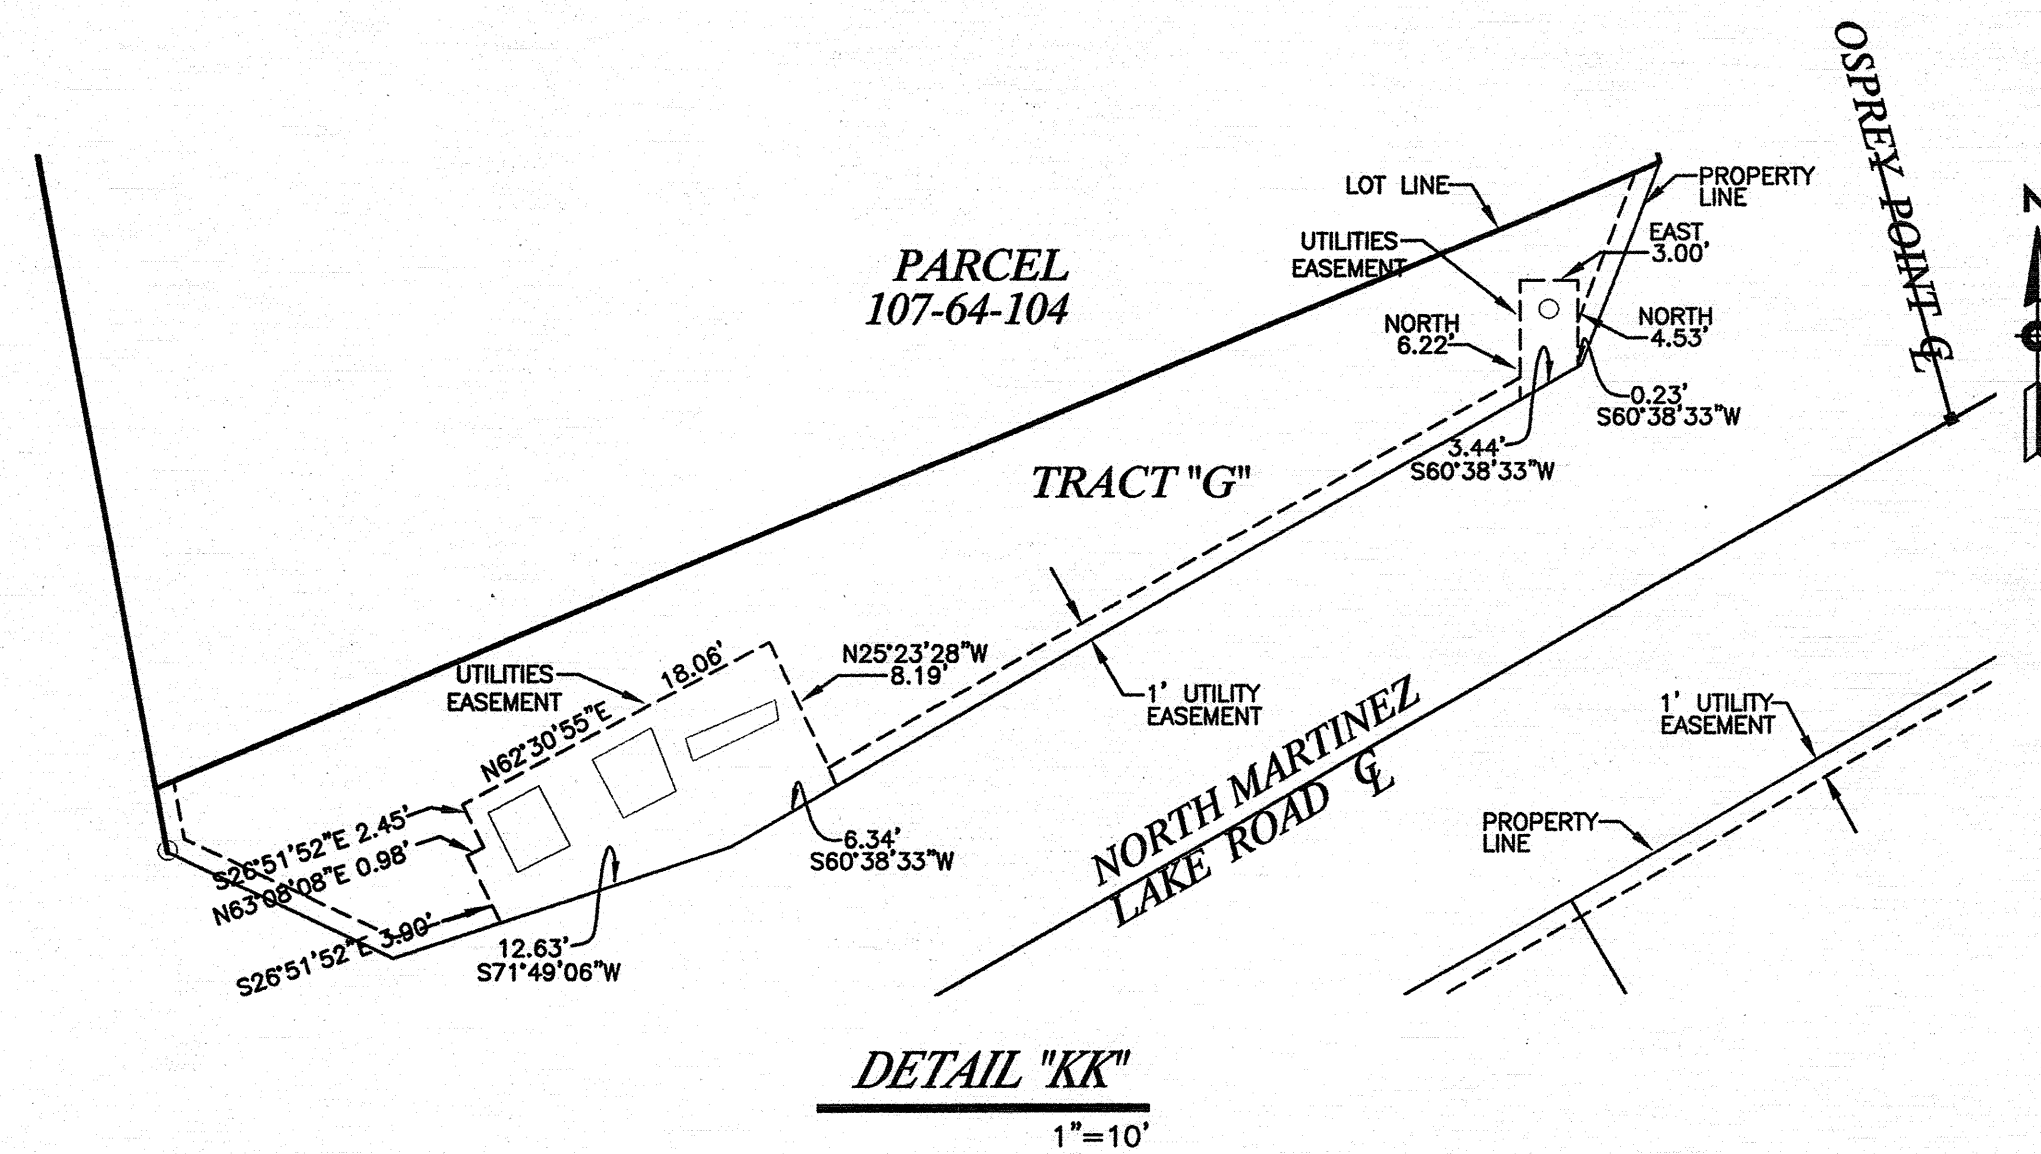 OSPREY POINT ℄
N
LOT LINE
PROPERTY
LINE
UTILITIES
EASEMENT
EAST
3.00'
PARCEL
107-64-104
NORTH
6.22'
NORTH
4.53'
0.23'
S60°38'33"W
3.44'
S60°38'33"W
TRACT "G"
UTILITIES
EASEMENT
18.06'
N62°30'55"E
N25°23'28"W
8.19'
1' UTILITY
EASEMENT
1' UTILITY
EASEMENT
NORTH MARTINEZ
LAKE ROAD ℄
PROPERTY
LINE
S26°51'52"E 2.45'
N63°08'08"E 0.98'
S26°51'52"E 3.90'
6.34'
S60°38'33"W
12.63'
S71°49'06"W
DETAIL "KK"
1"=10'